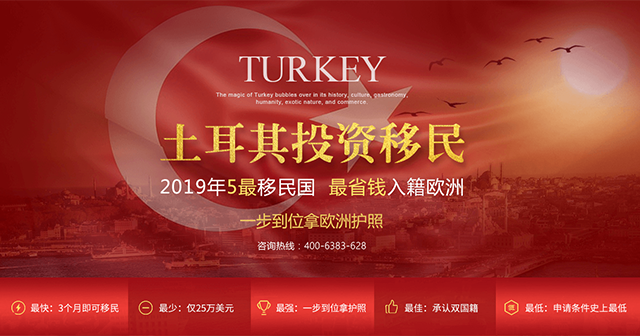 TURKEY
The magic of Turkey bubbles over in its history, culture, gastronomy,
humanity, exotic nature, and commerce.
土耳其投资移民
2019年5最移民国 最省钱入籍欧洲
一步到位拿欧洲护照
咨询热线：400-6383-628
最快：3个月即可移民
最少：仅25万美元
最强：一步到位拿护照
最佳：承认双国籍
最低：申请条件史上最低